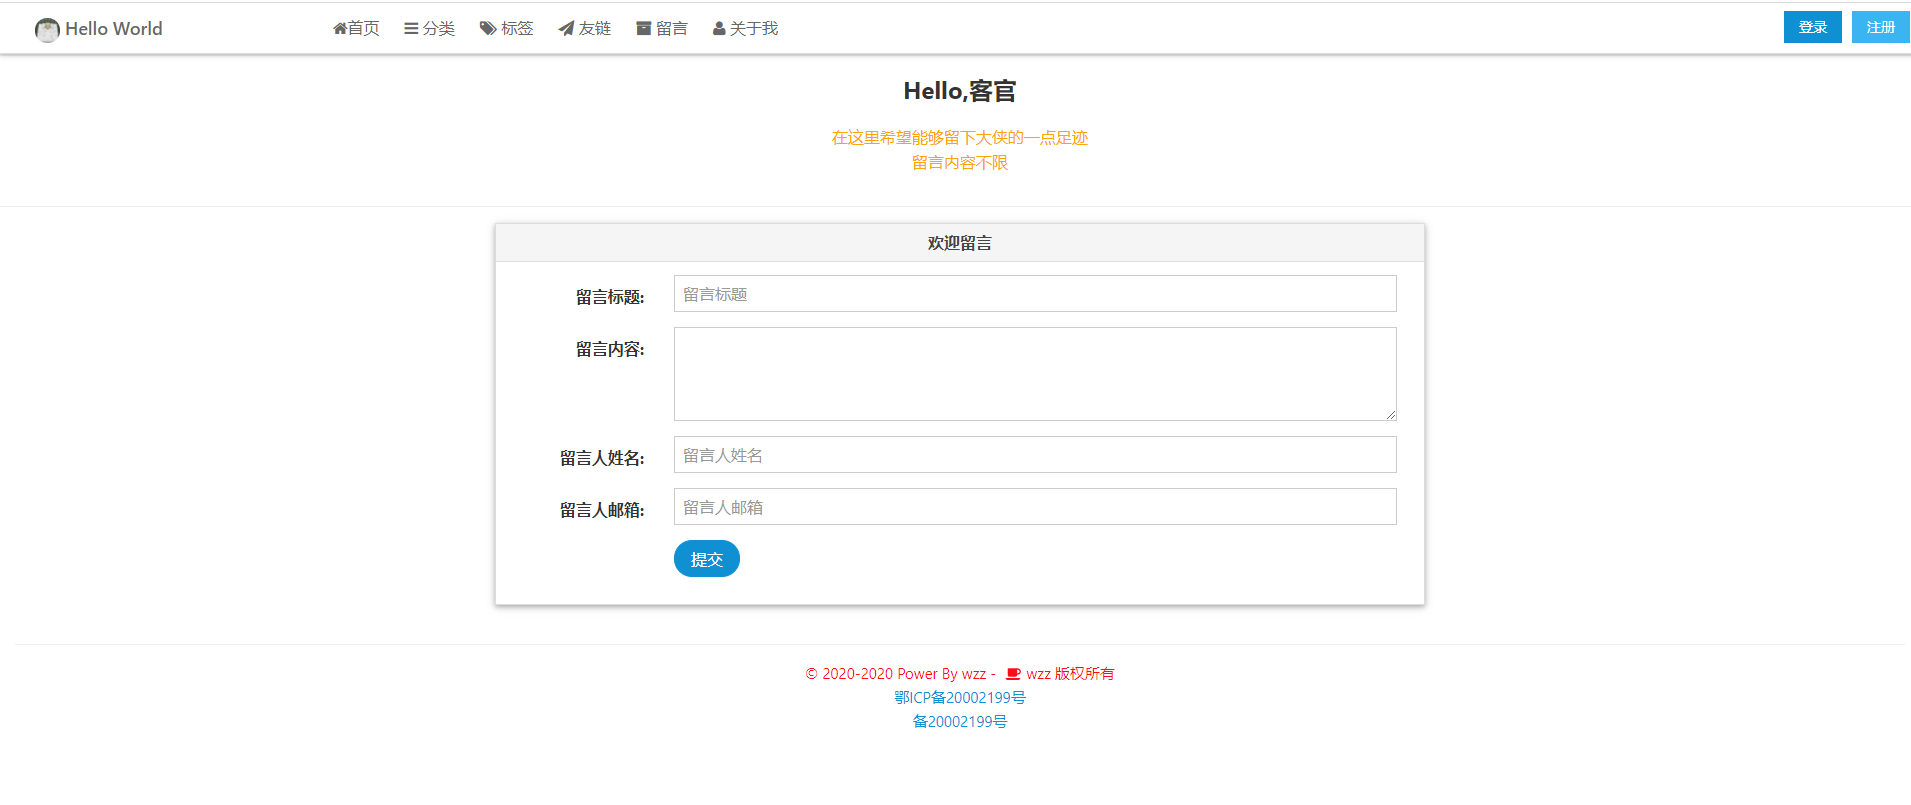 Hello World 首页 分类 标签 友链 留言 关于我 登录 注册
Hello,客官
在这里希望能够留下大侠的一点足迹
留言内容不限
欢迎留言
留言标题: 留言标题
留言内容:
留言人姓名: 留言人姓名
留言人邮箱: 留言人邮箱
提交
© 2020-2020 Power By wzz - wzz 版权所有
鄂ICP备20002199号
备20002199号